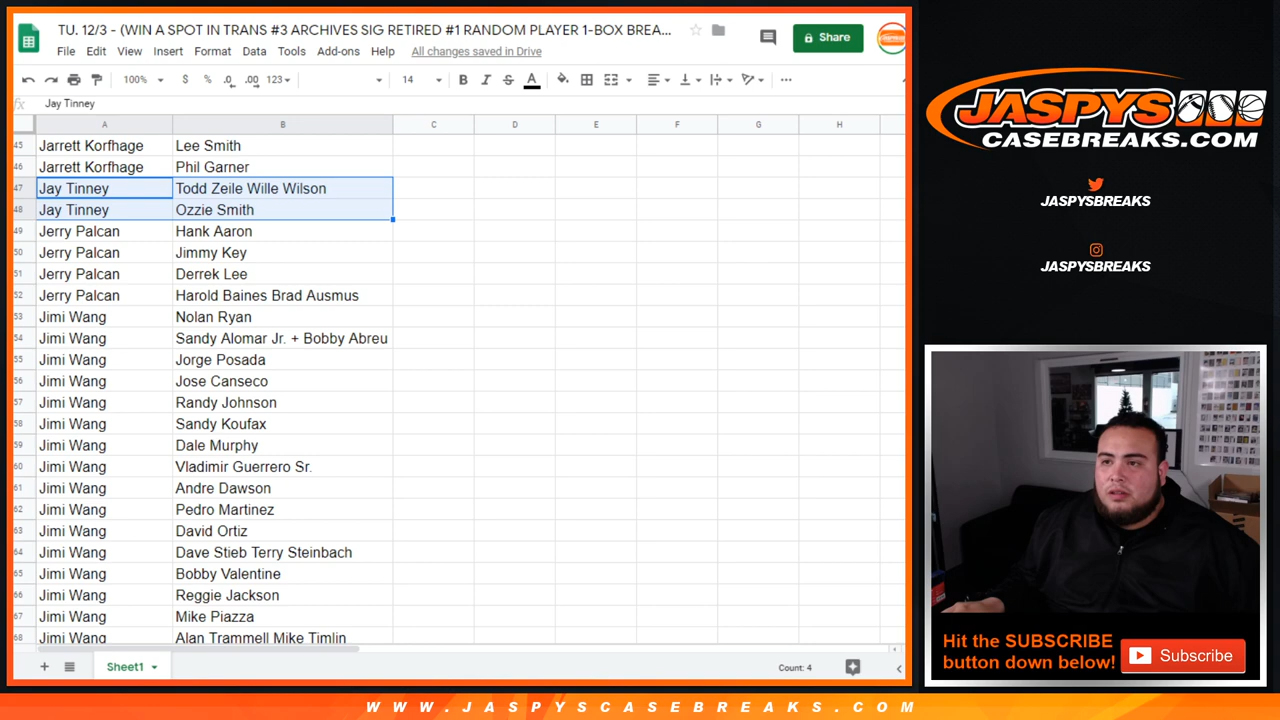 TU. 12/3 - (WIN A SPOT IN TRANS #3 ARCHIVES SIG RETIRED #1 RANDOM PLAYER 1-BOX BREA...
Share
File Edit View Insert Format Data Tools Add-ons Help All changes saved in Drive
100% $ % .0 .00 123 14 B I S A
fx Jay Tinney
A B C D E F G H
45 Jarrett Korfhage Lee Smith
46 Jarrett Korfhage Phil Garner
47 Jay Tinney Todd Zeile Wille Wilson
48 Jay Tinney Ozzie Smith
49 Jerry Palcan Hank Aaron
50 Jerry Palcan Jimmy Key
51 Jerry Palcan Derrek Lee
52 Jerry Palcan Harold Baines Brad Ausmus
53 Jimi Wang Nolan Ryan
54 Jimi Wang Sandy Alomar Jr. + Bobby Abreu
55 Jimi Wang Jorge Posada
56 Jimi Wang Jose Canseco
57 Jimi Wang Randy Johnson
58 Jimi Wang Sandy Koufax
59 Jimi Wang Dale Murphy
60 Jimi Wang Vladimir Guerrero Sr.
61 Jimi Wang Andre Dawson
62 Jimi Wang Pedro Martinez
63 Jimi Wang David Ortiz
64 Jimi Wang Dave Stieb Terry Steinbach
65 Jimi Wang Bobby Valentine
66 Jimi Wang Reggie Jackson
67 Jimi Wang Mike Piazza
68 Jimi Wang Alan Trammell Mike Timlin
Sheet1
Count: 4
JASPYS
CASEBREAKS.COM
JASPYSBREAKS
JASPYSBREAKS
Hit the SUBSCRIBE
button down below!
Subscribe
WWW.JASPYSCASEBREAKS.COM